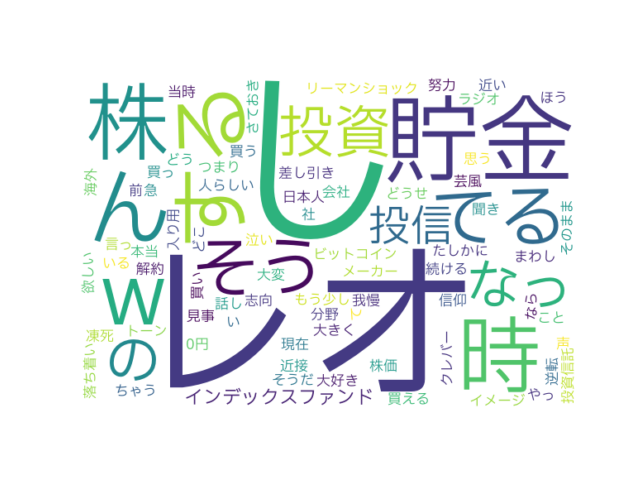 当時
リーマンショック
努力
近い
さておき
ラジオ
ほう
株
る
し
投資
貯金
どう
買う
思う
海外
買っ
つまり
差し引き
どうせ
芸風
前急
人らしい
日本人
会社
社
ん
す
投信
てる
聞き
そのまま
入り用
どこ
泣い
ビットコイン
たしかに
まわし
欲しい
言っ
いる
本当
解約
買い
そう
大変
メーカー
続ける
信仰
なっ
なら
こと
w
の
レオ
時
凍死
トーン
見事
話し
い
志向
もう少し
我慢
と
分野
大きく
クレバー
声
逆転
投資信託
落ち着い
0円
現在
近接
株価
ちゃう
そうだ
大好き
インデックスファンド
買える
イメージ
やっ